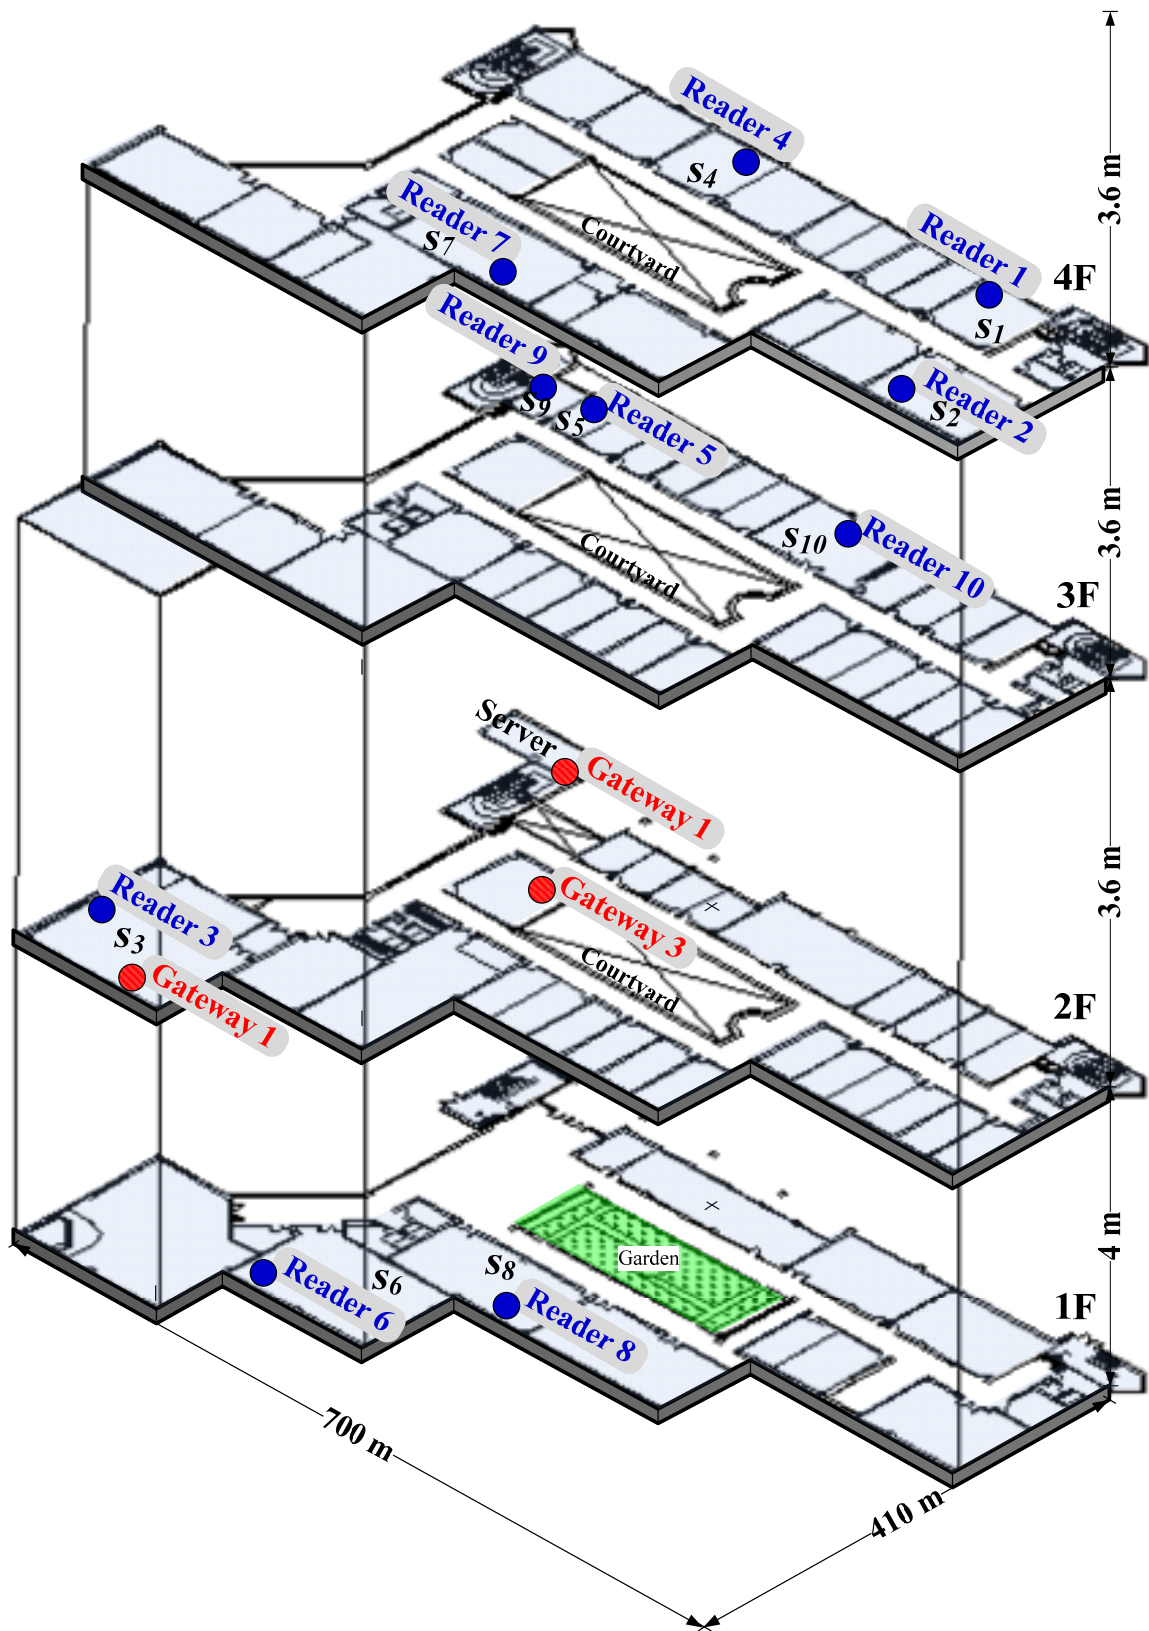 Reader 4
s4
3.6 m
Reader 7
s7
Courtyard
Reader 1
s1
4F
Reader 9
s9
s5
Reader 5
Reader 2
s2
3.6 m
s10
Reader 10
Courtyard
3F
Server
Gateway 1
3.6 m
Reader 3
s3
Gateway 1
Gateway 3
Courtyard
2F
4 m
Reader 6
s6
s8
Reader 8
Garden
1F
700 m
410 m